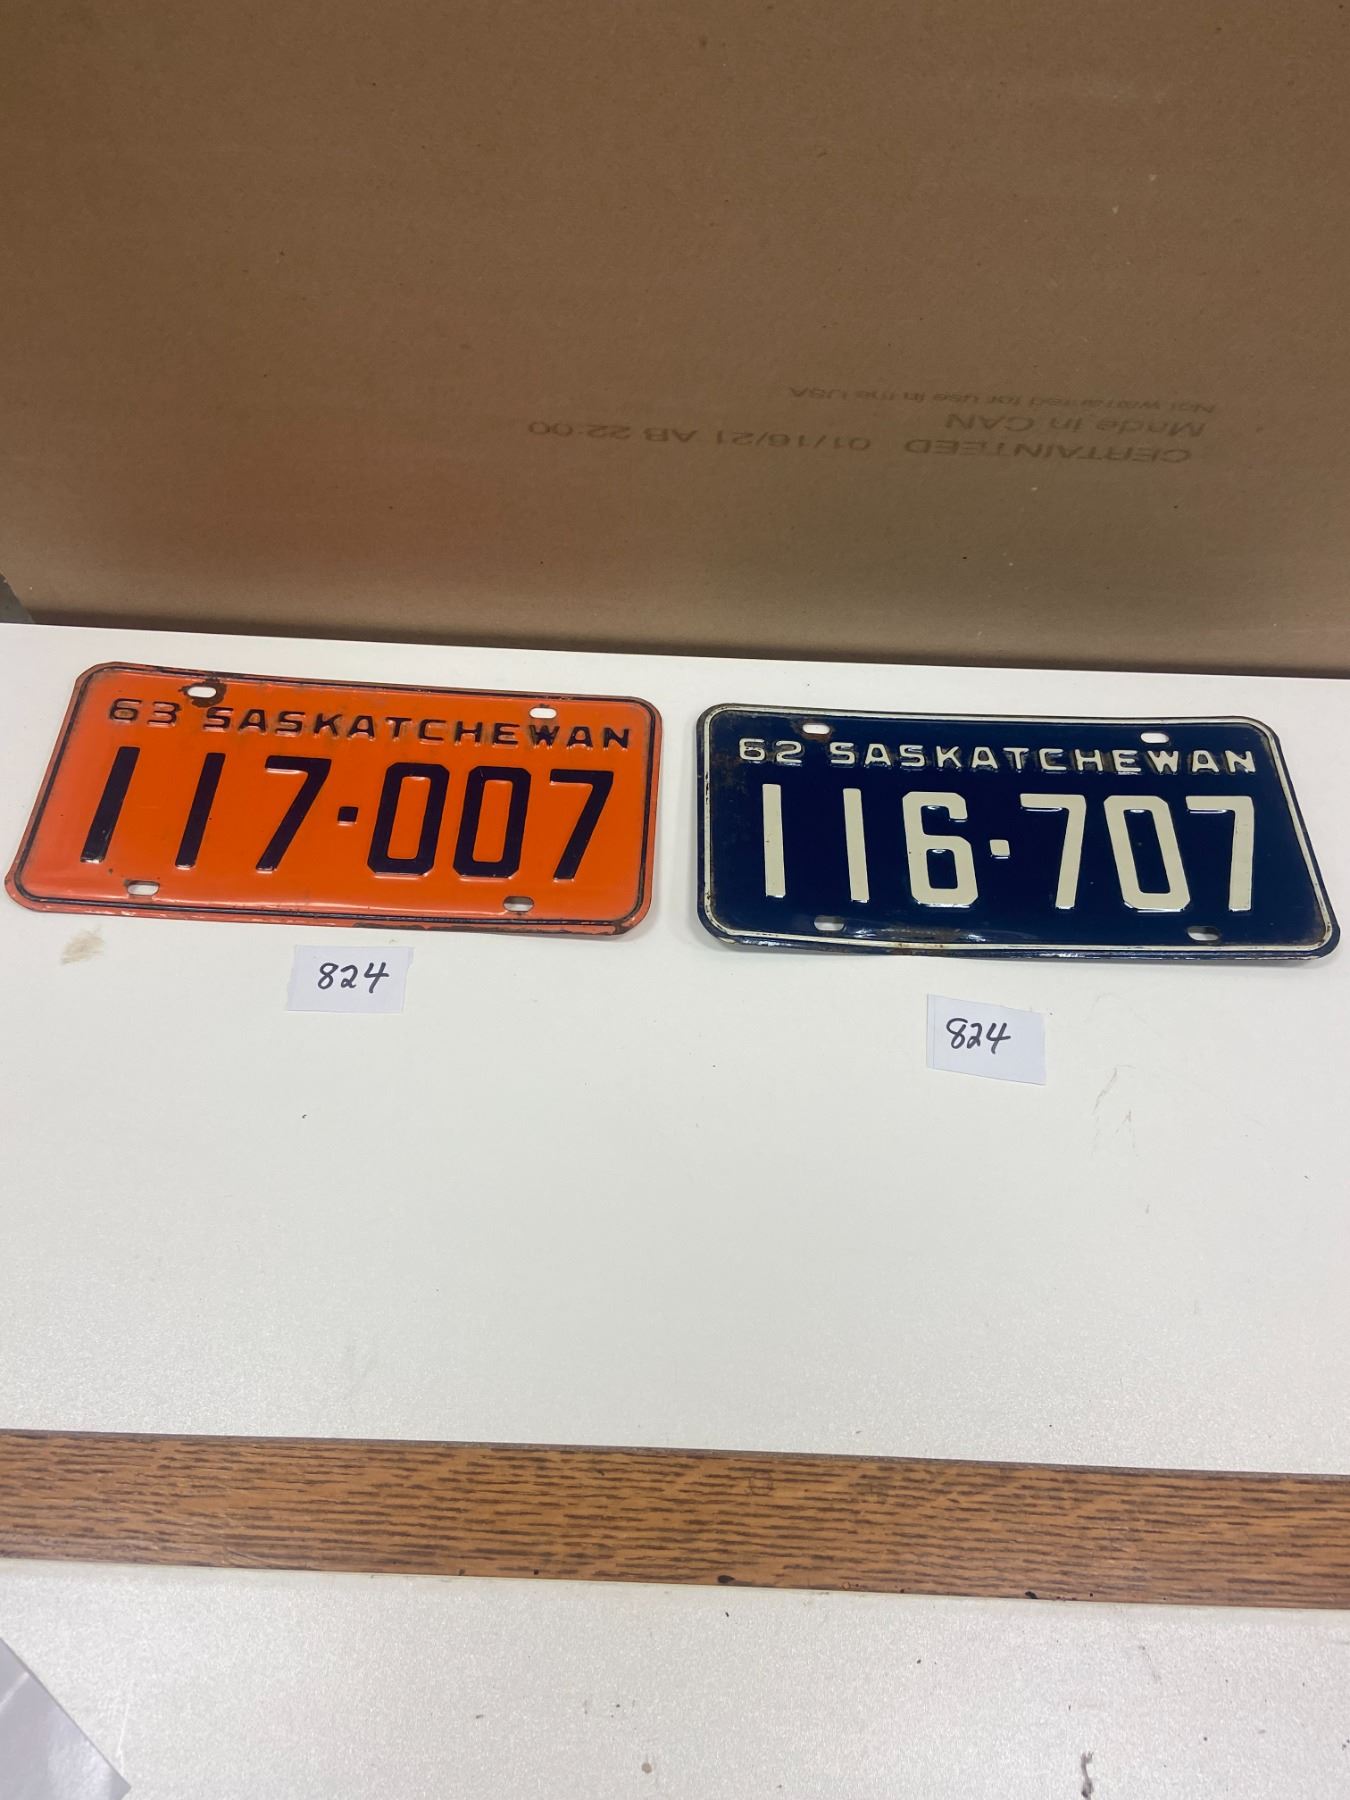 Not warranted for use in the USA
Made in CAN
CERTAINTEED 01/16/21 AB 22:00
63 SASKATCHEWAN
117·007
62 SASKATCHEWAN
116·707
824
824